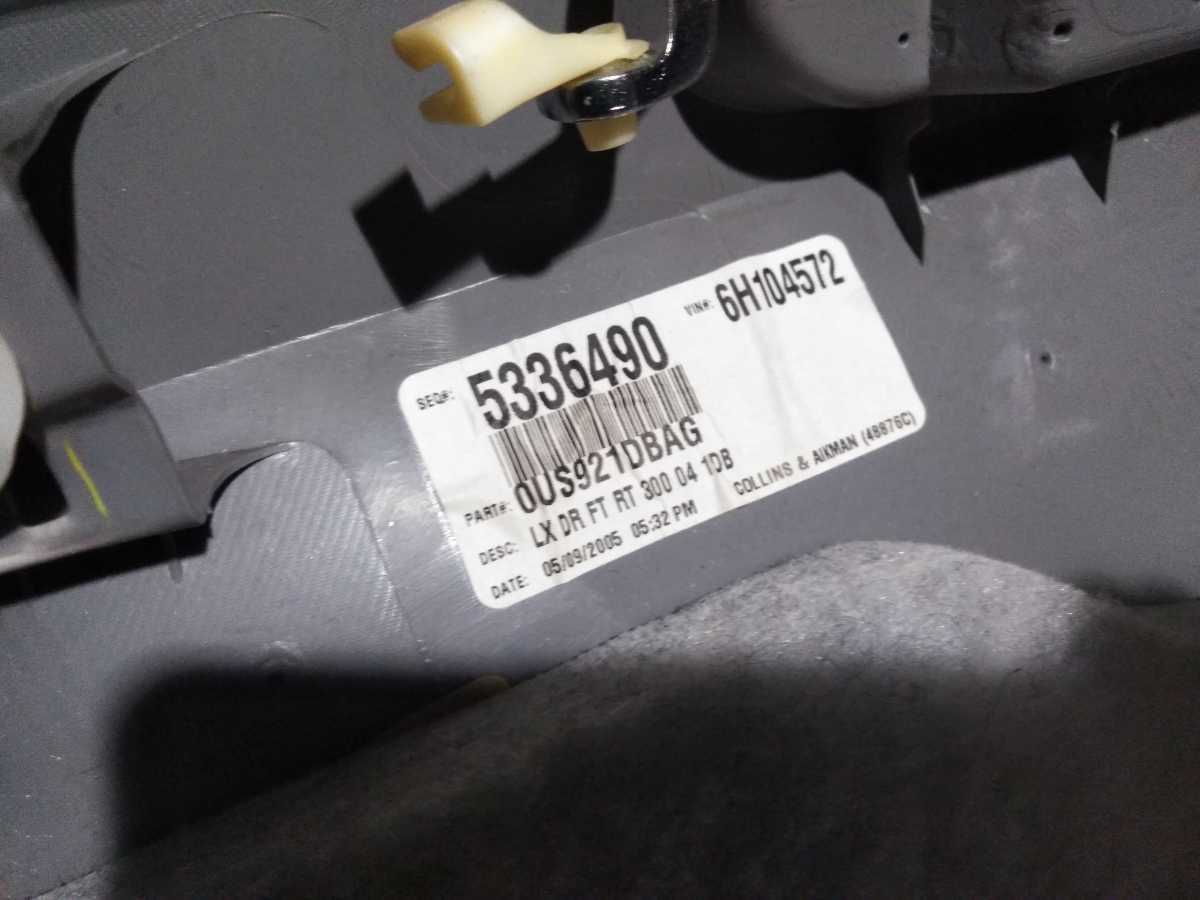 SEQ#: 5336490 VIN#: 6H104572
PART#: 0US921DBAG
DESC: LX DR FT RT 300 04 1DB
DATE: 05/09/2005 05:32 PM COLLINS & AIKMAN (48876C)